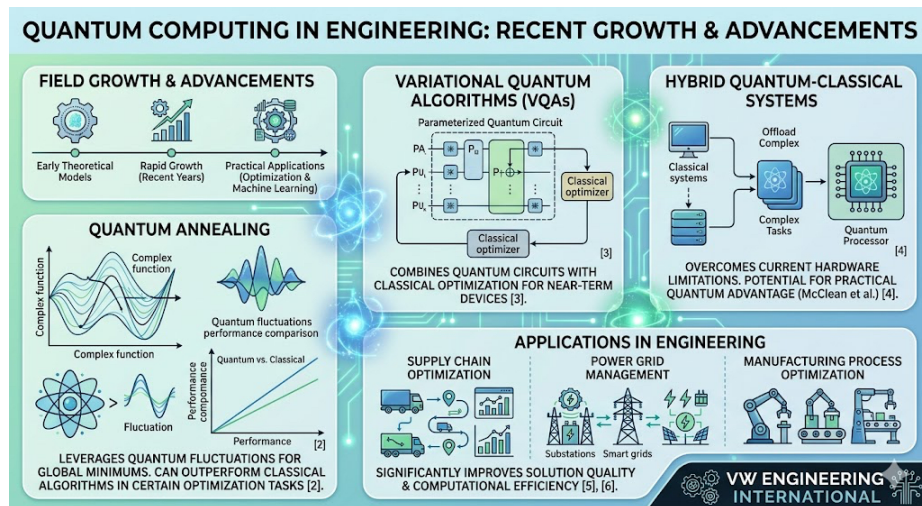 QUANTUM COMPUTING IN ENGINEERING: RECENT GROWTH & ADVANCEMENTS
FIELD GROWTH & ADVANCEMENTS
Early Theoretical
Models
Rapid Growth
(Recent Years)
Practical Applications
(Optimization &
Machine Learning)
QUANTUM ANNEALING
Complex function
Complex
function
Complex function
Quantum fluctuations
performance comparison
>
Fluctuation
Quantum vs. Classical
Performance
compomance
Performance
[2]
LEVERAGES QUANTUM FLUCTUATIONS FOR
GLOBAL MINIMUMS. CAN OUTPERFORM CLASSICAL
ALGORITHMS IN CERTAIN OPTIMIZATION TASKS [2].
VARIATIONAL QUANTUM
ALGORITHMS (VQAs)
Parameterized Quantum Circuit
PA
Classical
optimizer
Classical
optimizer
[3]
COMBINES QUANTUM CIRCUITS WITH
CLASSICAL OPTIMIZATION FOR NEAR-TERM
DEVICES [3].
HYBRID QUANTUM-CLASSICAL
SYSTEMS
Classical
systems
Offload
Complex
Complex
Tasks
Quantum
Processor
[4]
OVERCOMES CURRENT HARDWARE
LIMITATIONS. POTENTIAL FOR PRACTICAL
QUANTUM ADVANTAGE (McClean et al.) [4].
APPLICATIONS IN ENGINEERING
SUPPLY CHAIN
OPTIMIZATION
POWER GRID
MANAGEMENT
Substations
Smart grids
MANUFACTURING PROCESS
OPTIMIZATION
SIGNIFICANTLY IMPROVES SOLUTION QUALITY
& COMPUTATIONAL EFFICIENCY [5], [6].
VW ENGINEERING
INTERNATIONAL